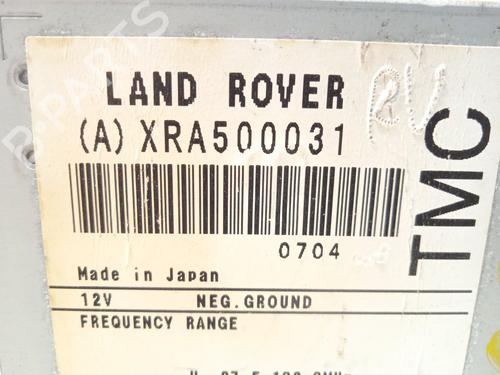 LAND ROVER
(A) XRA500031
0704
TMC
Made in Japan
12V NEG. GROUND
FREQUENCY RANGE